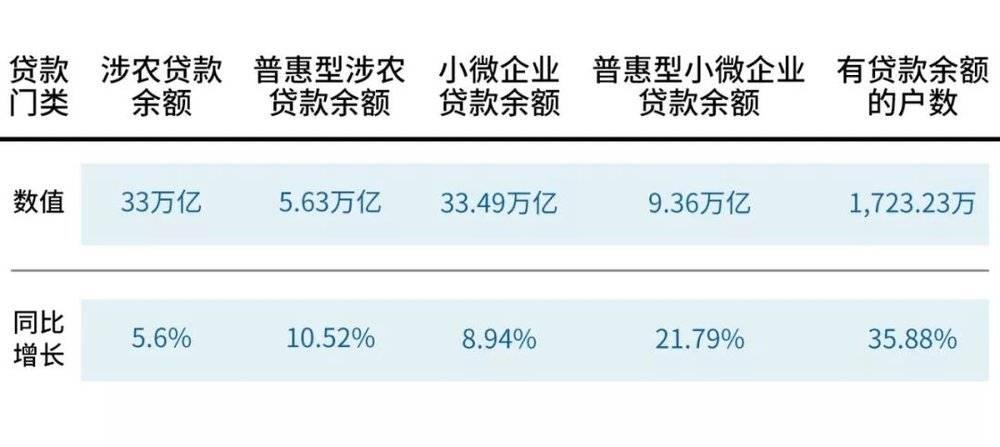 贷款 涉农贷款 普惠型涉农 小微企业 普惠型小微企业 有贷款余额
门类 余额 贷款余额 贷款余额 贷款余额 的户数
数值 33万亿 5.63万亿 33.49万亿 9.36万亿 1,723.23万
同比
增长 5.6% 10.52% 8.94% 21.79% 35.88%